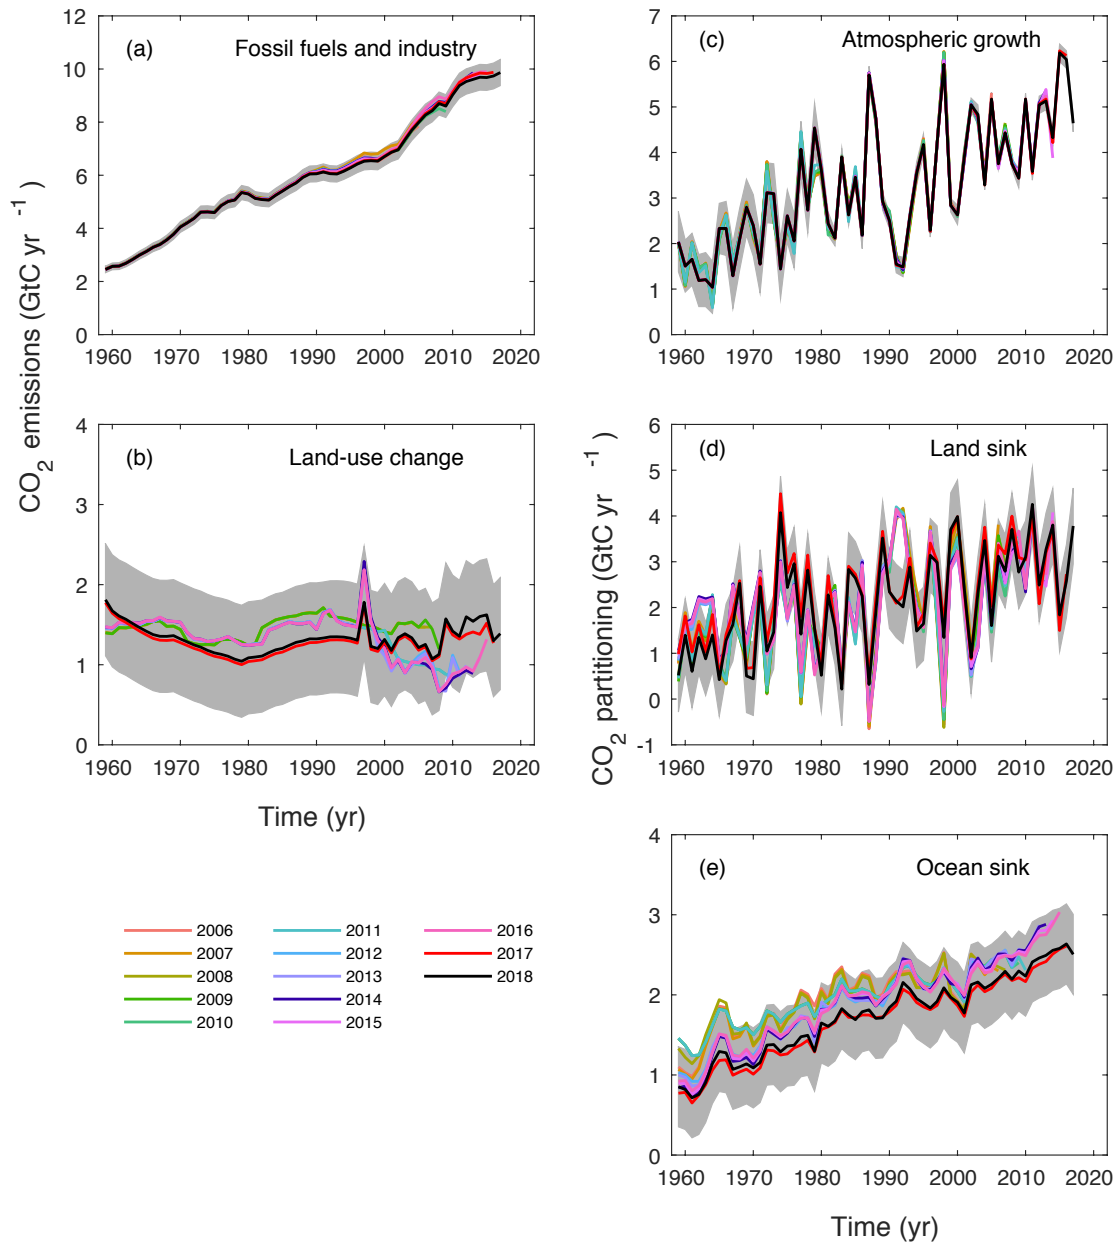 (a) Fossil fuels and industry
12
10
8
6
4
2
0
1960 1970 1980 1990 2000 2010 2020
(c) Atmospheric growth
7
6
5
4
3
2
1
0
1960 1970 1980 1990 2000 2010 2020
CO2 emissions (GtC yr -1)
(b) Land-use change
4
3
2
1
0
1960 1970 1980 1990 2000 2010 2020
Time (yr)
CO2 partitioning (GtC yr -1)
(d) Land sink
6
5
4
3
2
1
0
-1
1960 1970 1980 1990 2000 2010 2020
(e) Ocean sink
4
3
2
1
0
1960 1970 1980 1990 2000 2010 2020
Time (yr)
2006 2011 2016
2007 2012 2017
2008 2013 2018
2009 2014
2010 2015